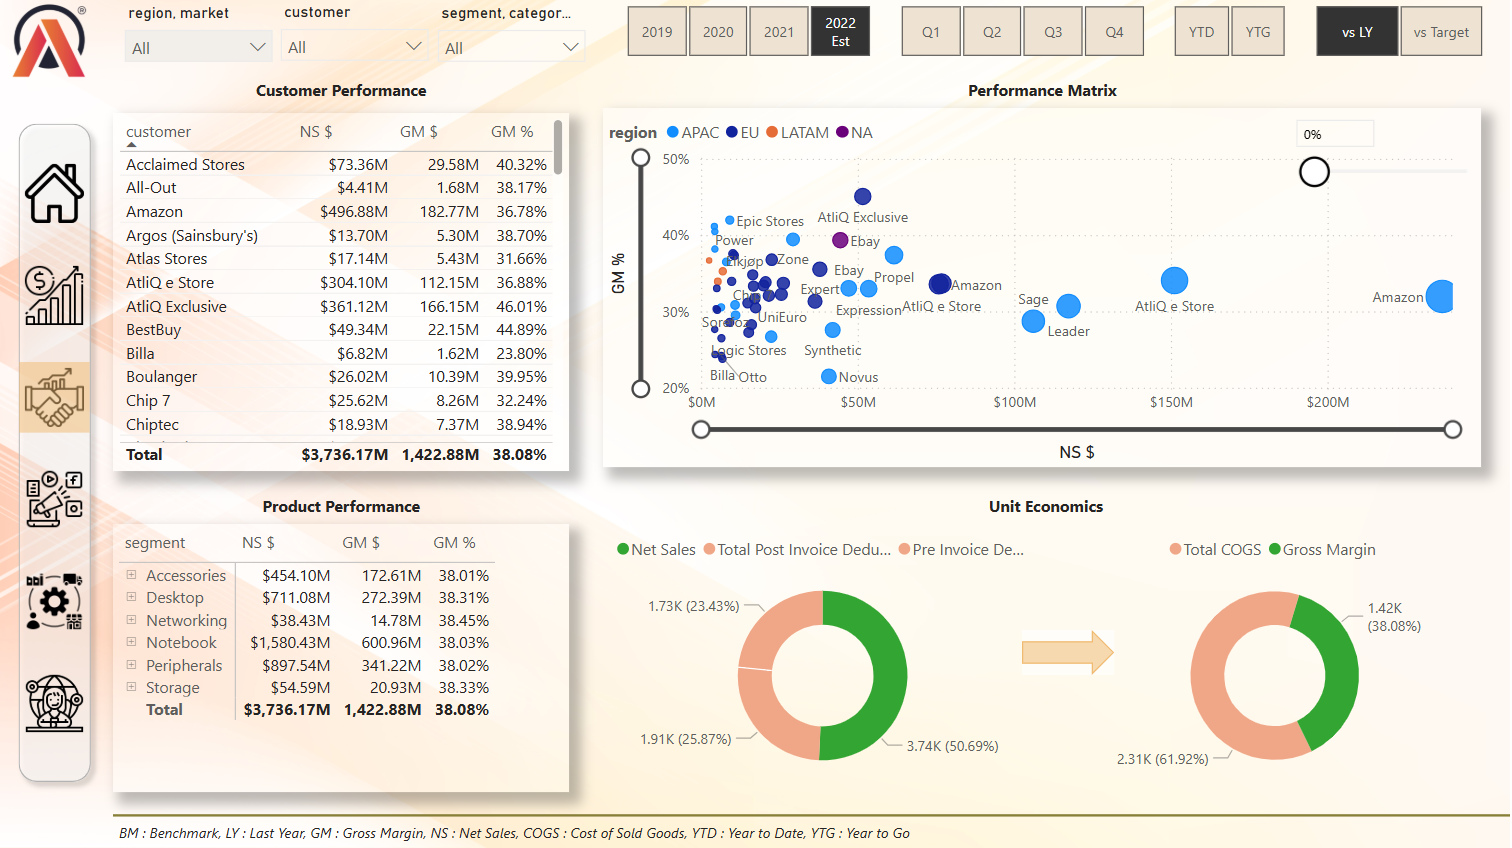 region, market
customer
segment, categor...
All
All
All
2019
2020
2021
2022
Est
Q1
Q2
Q3
Q4
YTD
YTG
vs LY
vs Target
Customer Performance
customer NS $ GM $ GM %
Acclaimed Stores $73.36M 29.58M 40.32%
All-Out $4.41M 1.68M 38.17%
Amazon $496.88M 182.77M 36.78%
Argos (Sainsbury's) $13.70M 5.30M 38.70%
Atlas Stores $17.14M 5.43M 31.66%
AtliQ e Store $304.10M 112.15M 36.88%
AtliQ Exclusive $361.12M 166.15M 46.01%
BestBuy $49.34M 22.15M 44.89%
Billa $6.82M 1.62M 23.80%
Boulanger $26.02M 10.39M 39.95%
Chip 7 $25.62M 8.26M 32.24%
Chiptec $18.93M 7.37M 38.94%
Total $3,736.17M 1,422.88M 38.08%
Performance Matrix
region APAC EU LATAM NA
0%
GM %
50%
40%
30%
20%
Epic Stores
AtliQ Exclusive
Power
Ebay
Elkjøp
Zone
Ebay
Propel
Expert
Amazon
Expression
AtliQ e Store
UniEuro
Sage
Leader
AtliQ e Store
Amazon
Logic Stores
Synthetic
Billa
Otto
Novus
$0M
$50M
$100M
$150M
$200M
NS $
Product Performance
segment NS $ GM $ GM %
Accessories $454.10M 172.61M 38.01%
Desktop $711.08M 272.39M 38.31%
Networking $38.43M 14.78M 38.45%
Notebook $1,580.43M 600.96M 38.03%
Peripherals $897.54M 341.22M 38.02%
Storage $54.59M 20.93M 38.33%
Total $3,736.17M 1,422.88M 38.08%
Unit Economics
Net Sales Total Post Invoice Dedu... Pre Invoice De...
1.73K (23.43%)
1.91K (25.87%)
3.74K (50.69%)
Total COGS Gross Margin
1.42K
(38.08%)
2.31K (61.92%)
BM : Benchmark, LY : Last Year, GM : Gross Margin, NS : Net Sales, COGS : Cost of Sold Goods, YTD : Year to Date, YTG : Year to Go